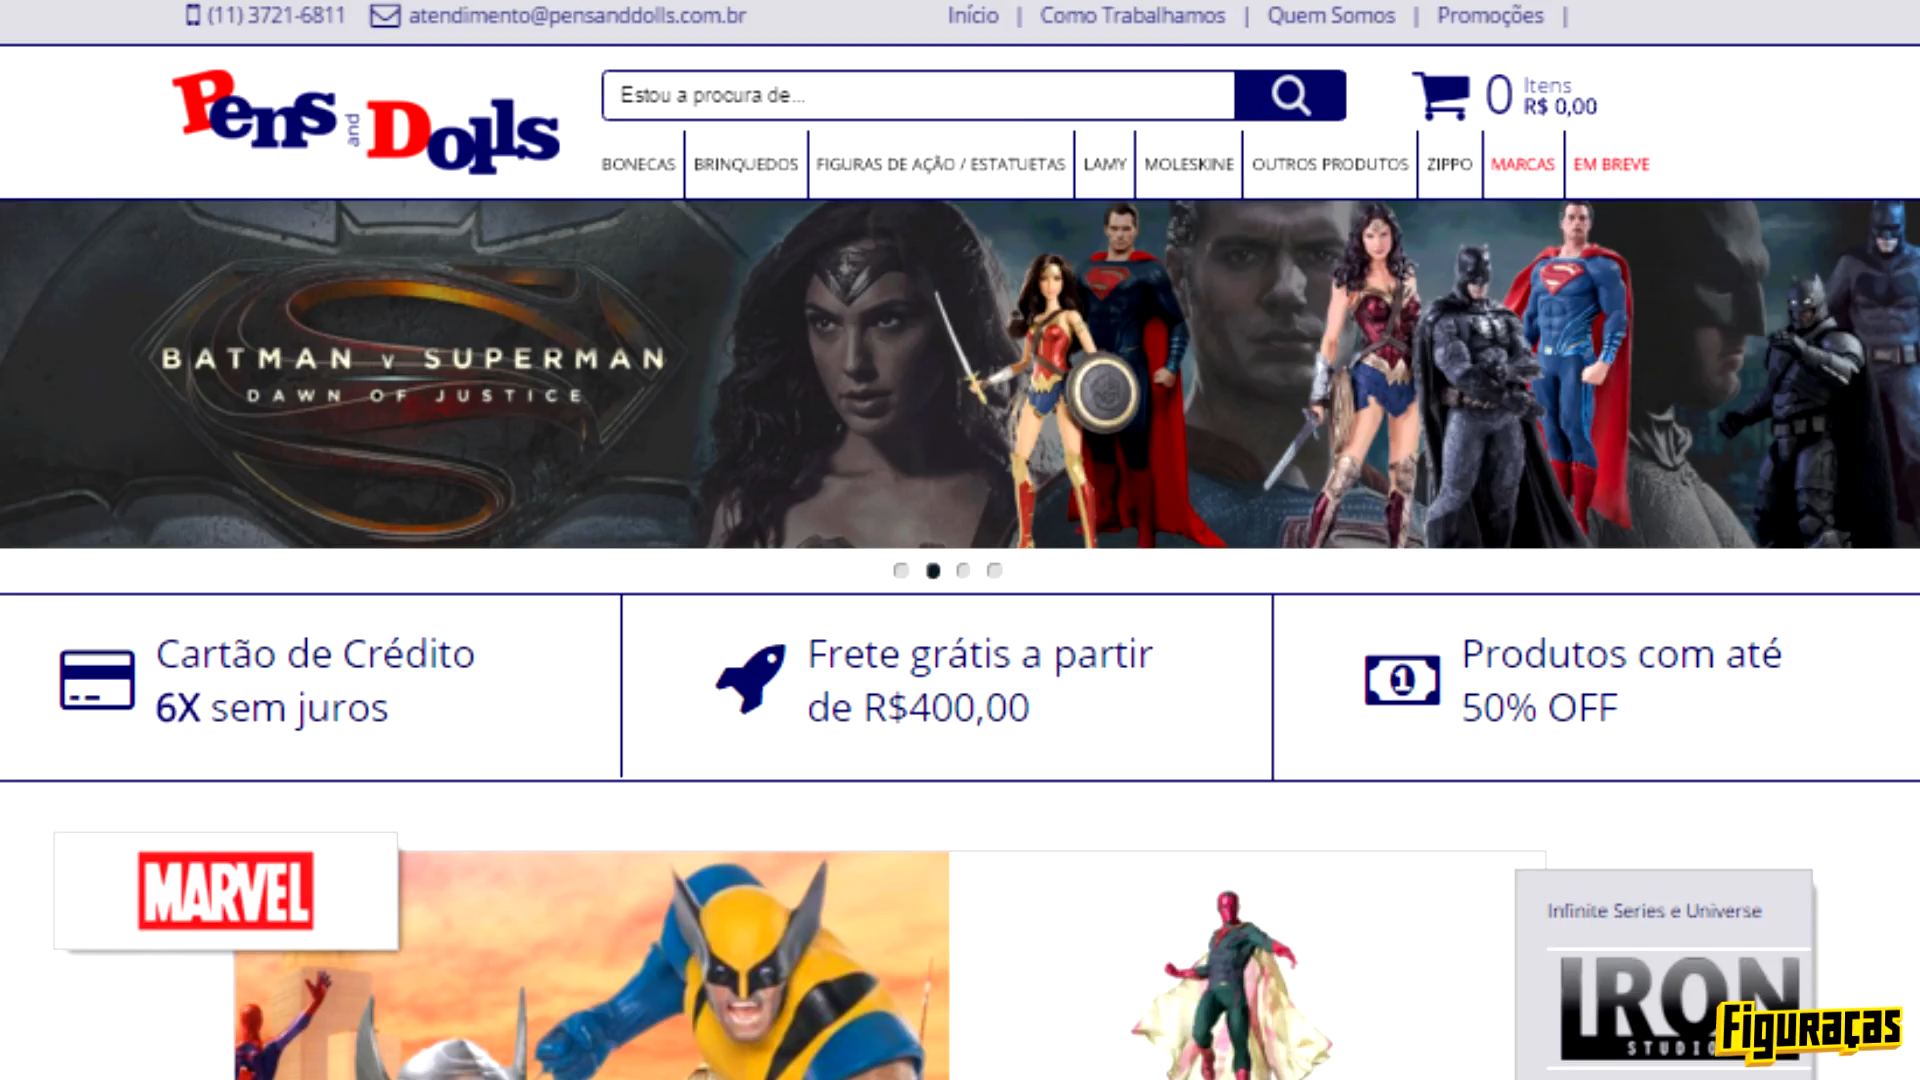 (11) 3721-6811 atendimento@pensanddolls.com.br Início | Como Trabalhamos | Quem Somos | Promoções |
Pens and Dolls
Estou a procura de...
0 Itens
R$ 0,00
BONECAS BRINQUEDOS FIGURAS DE AÇÃO / ESTATUETAS LAMY MOLESKINE OUTROS PRODUTOS ZIPPO MARCAS EM BREVE
BATMAN V SUPERMAN
DAWN OF JUSTICE
Cartão de Crédito
6X sem juros
Frete grátis a partir
de R$400,00
Produtos com até
50% OFF
MARVEL
Infinite Series e Universe
IRON
STUDIO
Figuraças